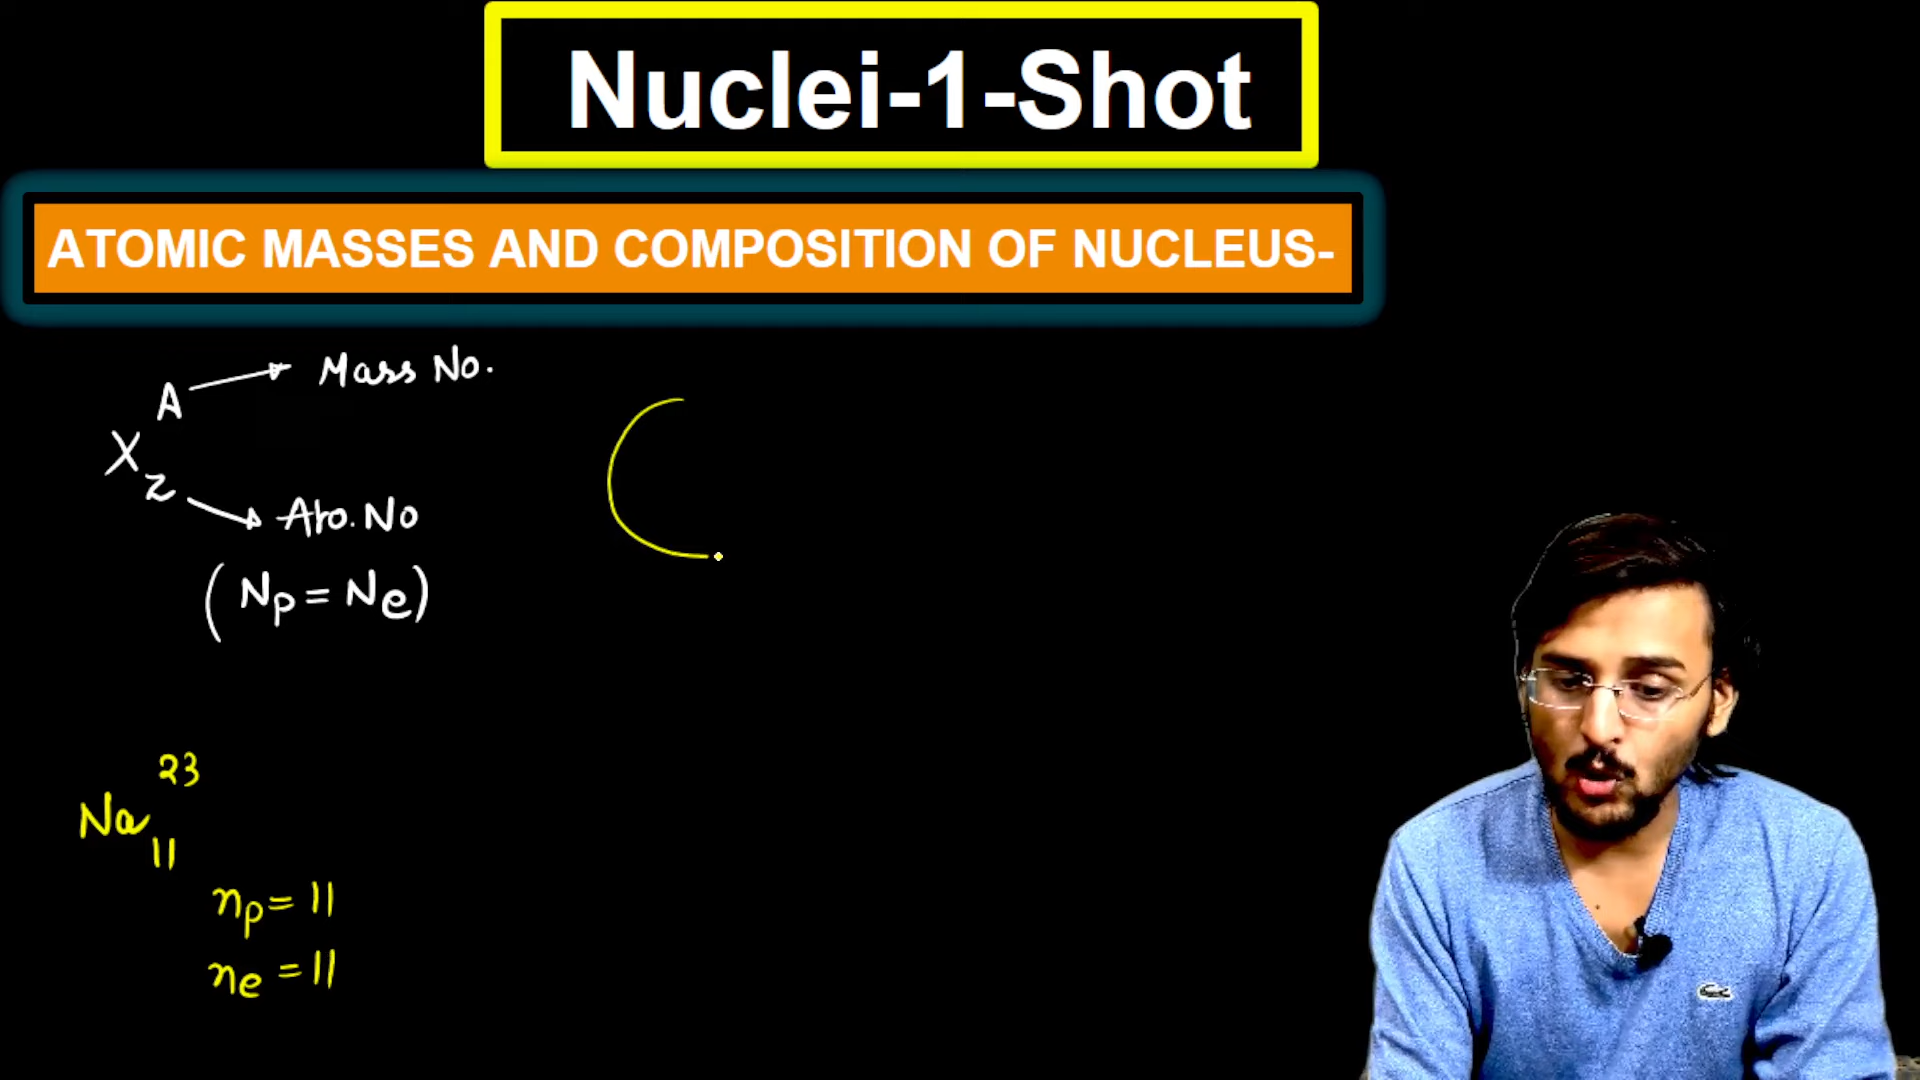 Nuclei-1-Shot
ATOMIC MASSES AND COMPOSITION OF NUCLEUS-
A → Mass No.
X
Z → Ato. No
(Np = Ne)
23
Na
11
np = 11
ne = 11